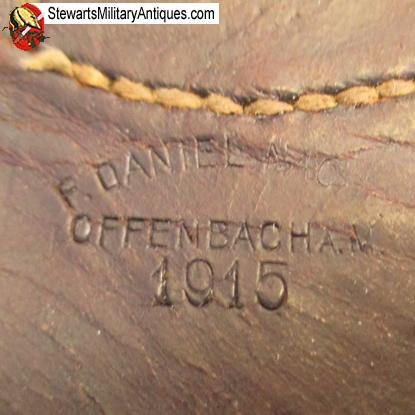 StewartsMilitaryAntiques.com
F. DANIEL
OFFENBACH A.M.
1915